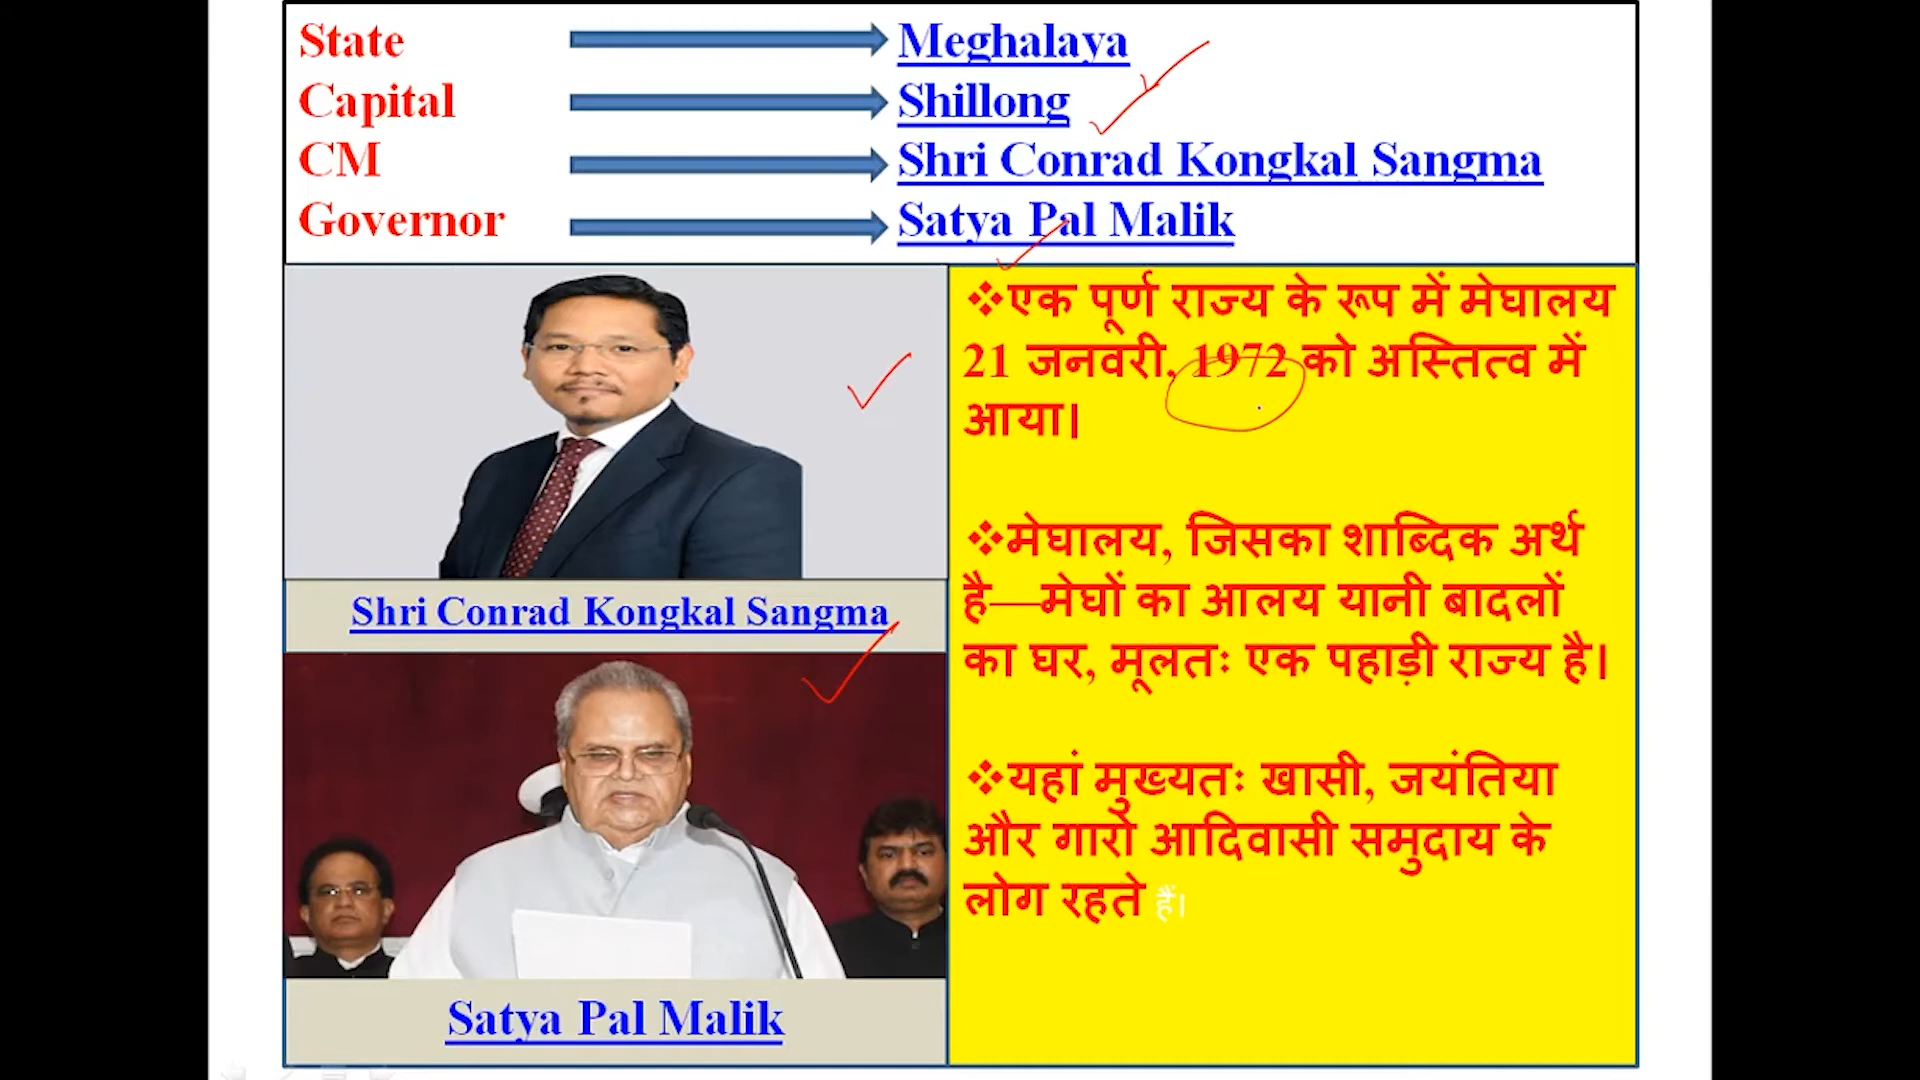 State Meghalaya
Capital Shillong
CM Shri Conrad Kongkal Sangma
Governor Satya Pal Malik
Shri Conrad Kongkal Sangma
Satya Pal Malik
❖एक पूर्ण राज्य के रूप में मेघालय
21 जनवरी, 1972 को अस्तित्व में
आया।
❖मेघालय, जिसका शाब्दिक अर्थ
है—मेघों का आलय यानी बादलों
का घर, मूलतः एक पहाड़ी राज्य है।
❖यहां मुख्यतः खासी, जयंतिया
और गारो आदिवासी समुदाय के
लोग रहते हैं।